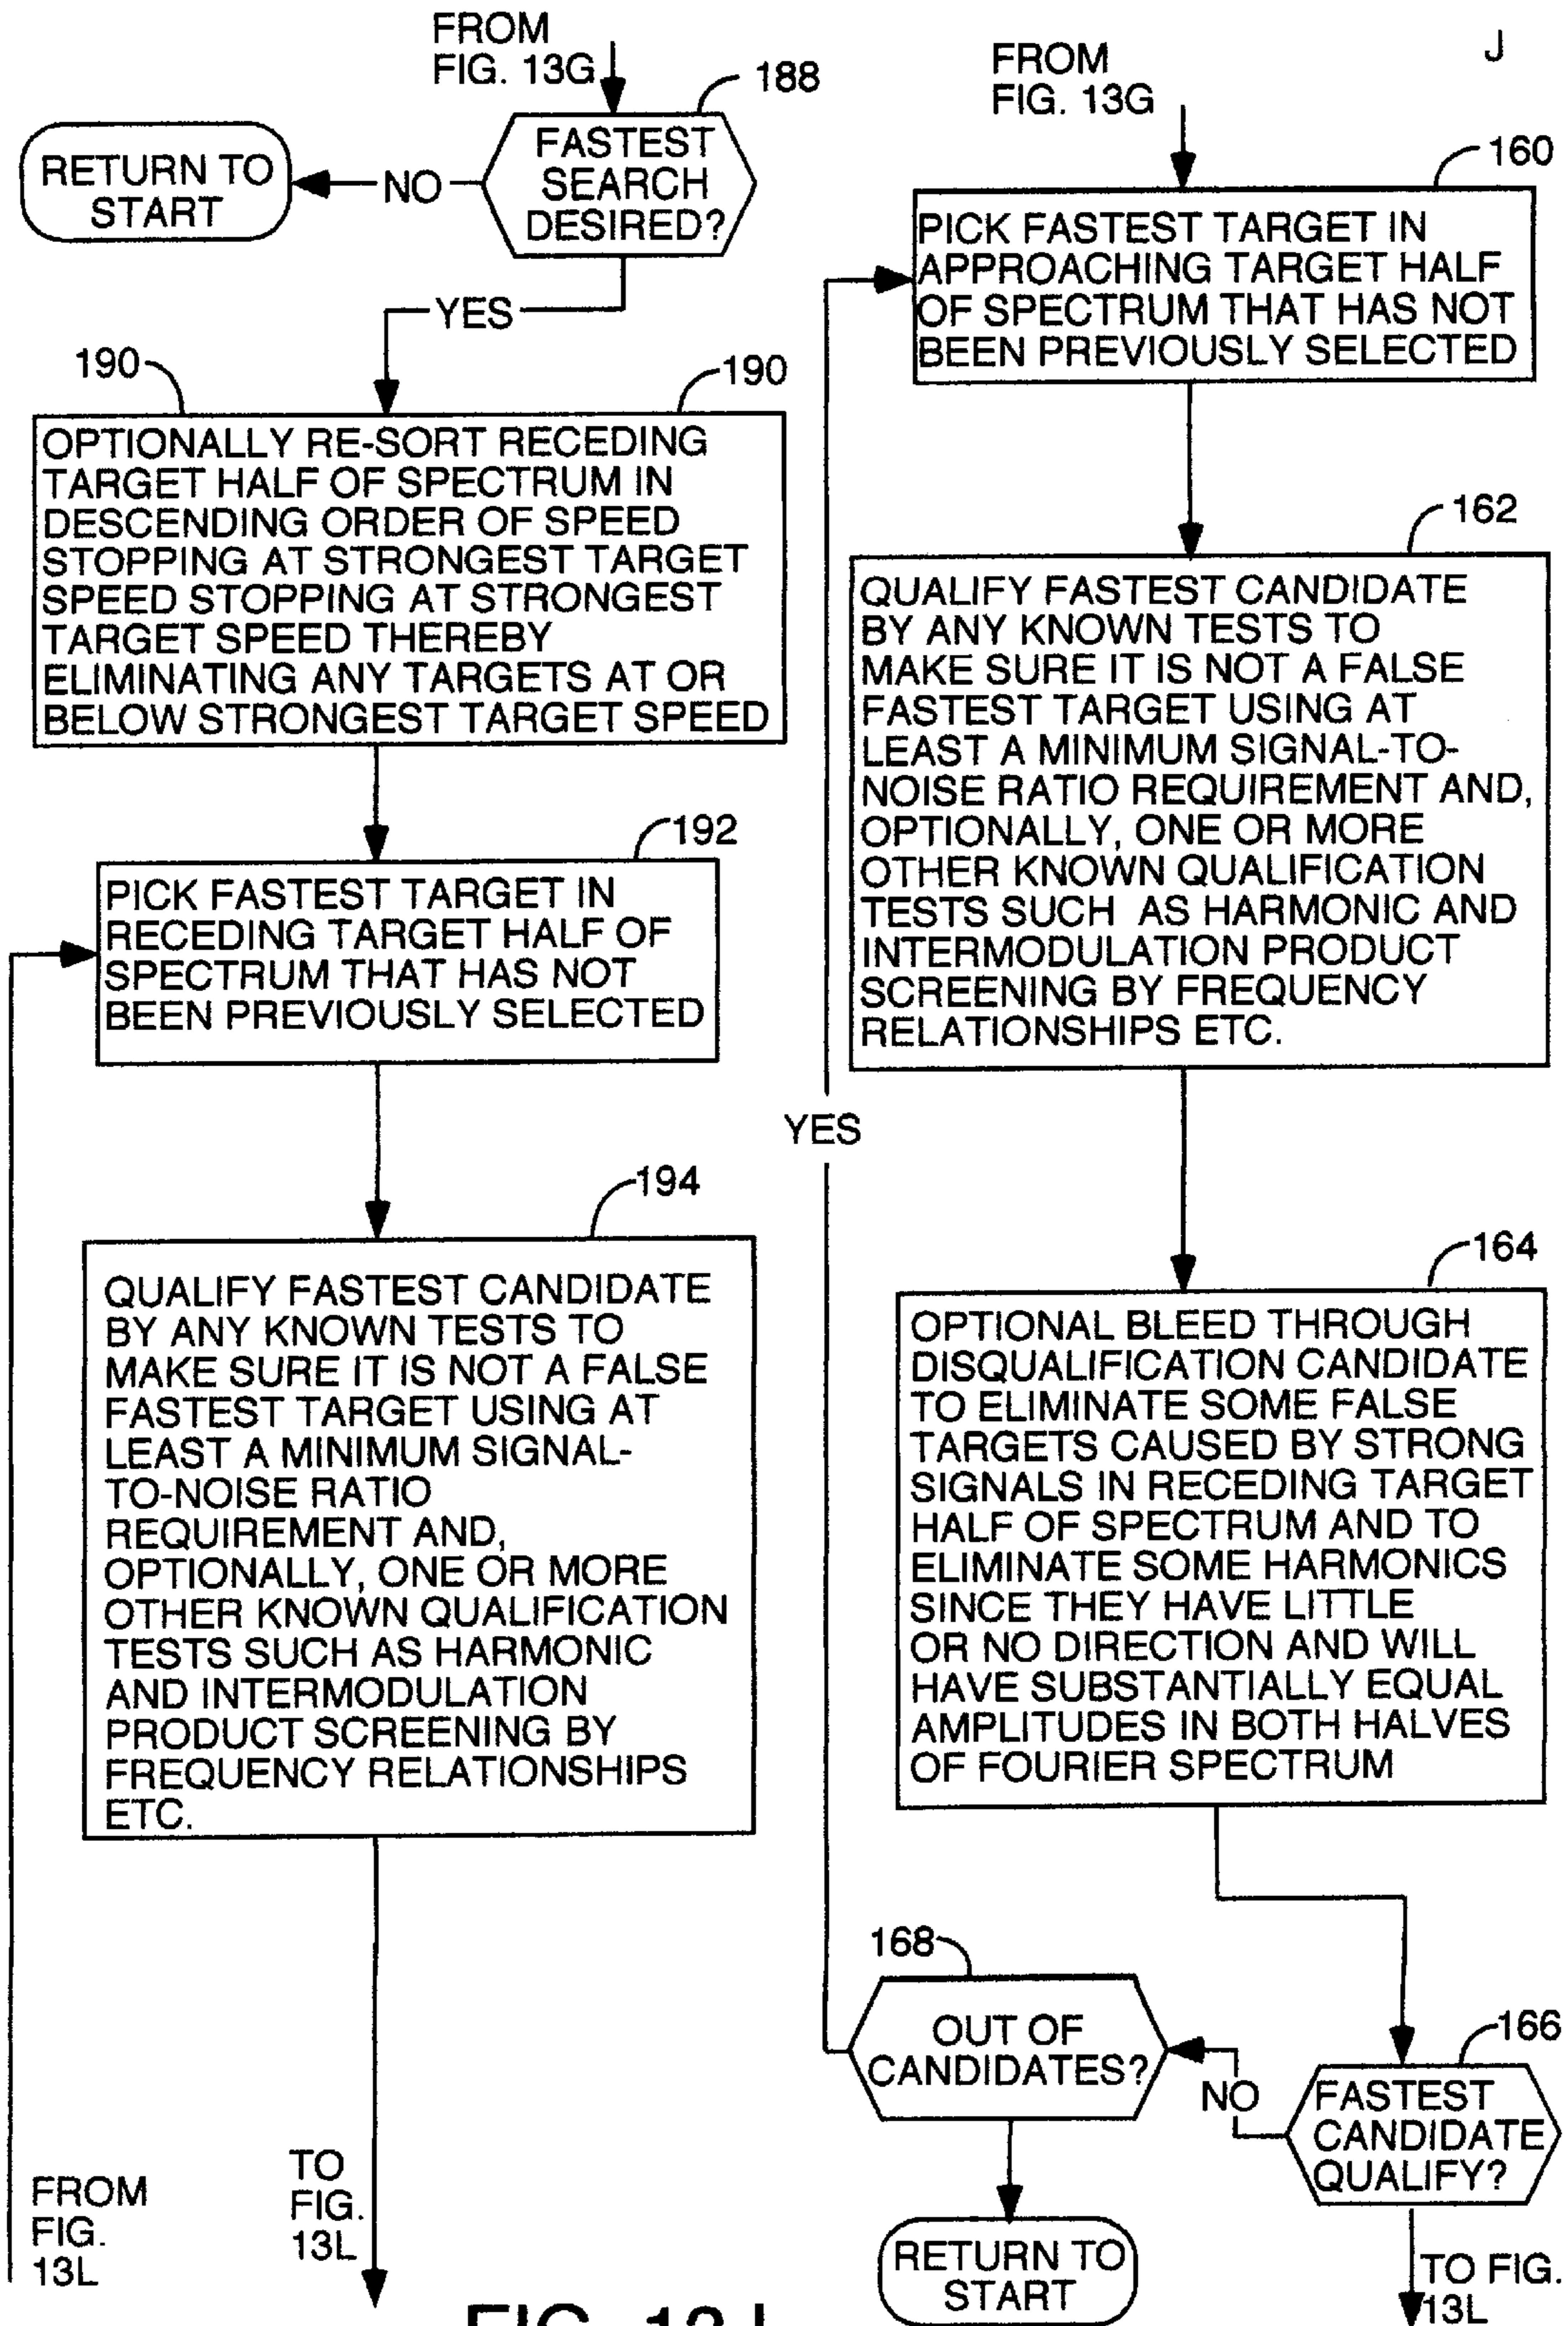 FROM
FIG. 13G
188
FASTEST
SEARCH
DESIRED?
NO
RETURN TO
START
YES
190
190
OPTIONALLY RE-SORT RECEDING
TARGET HALF OF SPECTRUM IN
DESCENDING ORDER OF SPEED
STOPPING AT STRONGEST TARGET
SPEED STOPPING AT STRONGEST
TARGET SPEED THEREBY
ELIMINATING ANY TARGETS AT OR
BELOW STRONGEST TARGET SPEED
192
PICK FASTEST TARGET IN
RECEDING TARGET HALF OF
SPECTRUM THAT HAS NOT
BEEN PREVIOUSLY SELECTED
194
QUALIFY FASTEST CANDIDATE
BY ANY KNOWN TESTS TO
MAKE SURE IT IS NOT A FALSE
FASTEST TARGET USING AT
LEAST A MINIMUM SIGNAL-
TO-NOISE RATIO
REQUIREMENT AND,
OPTIONALLY, ONE OR MORE
OTHER KNOWN QUALIFICATION
TESTS SUCH AS HARMONIC
AND INTERMODULATION
PRODUCT SCREENING BY
FREQUENCY RELATIONSHIPS
ETC.
FROM
FIG.
13L
TO
FIG.
13L
J
FROM
FIG. 13G
160
PICK FASTEST TARGET IN
APPROACHING TARGET HALF
OF SPECTRUM THAT HAS NOT
BEEN PREVIOUSLY SELECTED
162
QUALIFY FASTEST CANDIDATE
BY ANY KNOWN TESTS TO
MAKE SURE IT IS NOT A FALSE
FASTEST TARGET USING AT
LEAST A MINIMUM SIGNAL-TO-
NOISE RATIO REQUIREMENT AND,
OPTIONALLY, ONE OR MORE
OTHER KNOWN QUALIFICATION
TESTS SUCH AS HARMONIC AND
INTERMODULATION PRODUCT
SCREENING BY FREQUENCY
RELATIONSHIPS ETC.
YES
164
OPTIONAL BLEED THROUGH
DISQUALIFICATION CANDIDATE
TO ELIMINATE SOME FALSE
TARGETS CAUSED BY STRONG
SIGNALS IN RECEDING TARGET
HALF OF SPECTRUM AND TO
ELIMINATE SOME HARMONICS
SINCE THEY HAVE LITTLE
OR NO DIRECTION AND WILL
HAVE SUBSTANTIALLY EQUAL
AMPLITUDES IN BOTH HALVES
OF FOURIER SPECTRUM
168
OUT OF
CANDIDATES?
NO
166
FASTEST
CANDIDATE
QUALIFY?
RETURN TO
START
TO FIG.
13L